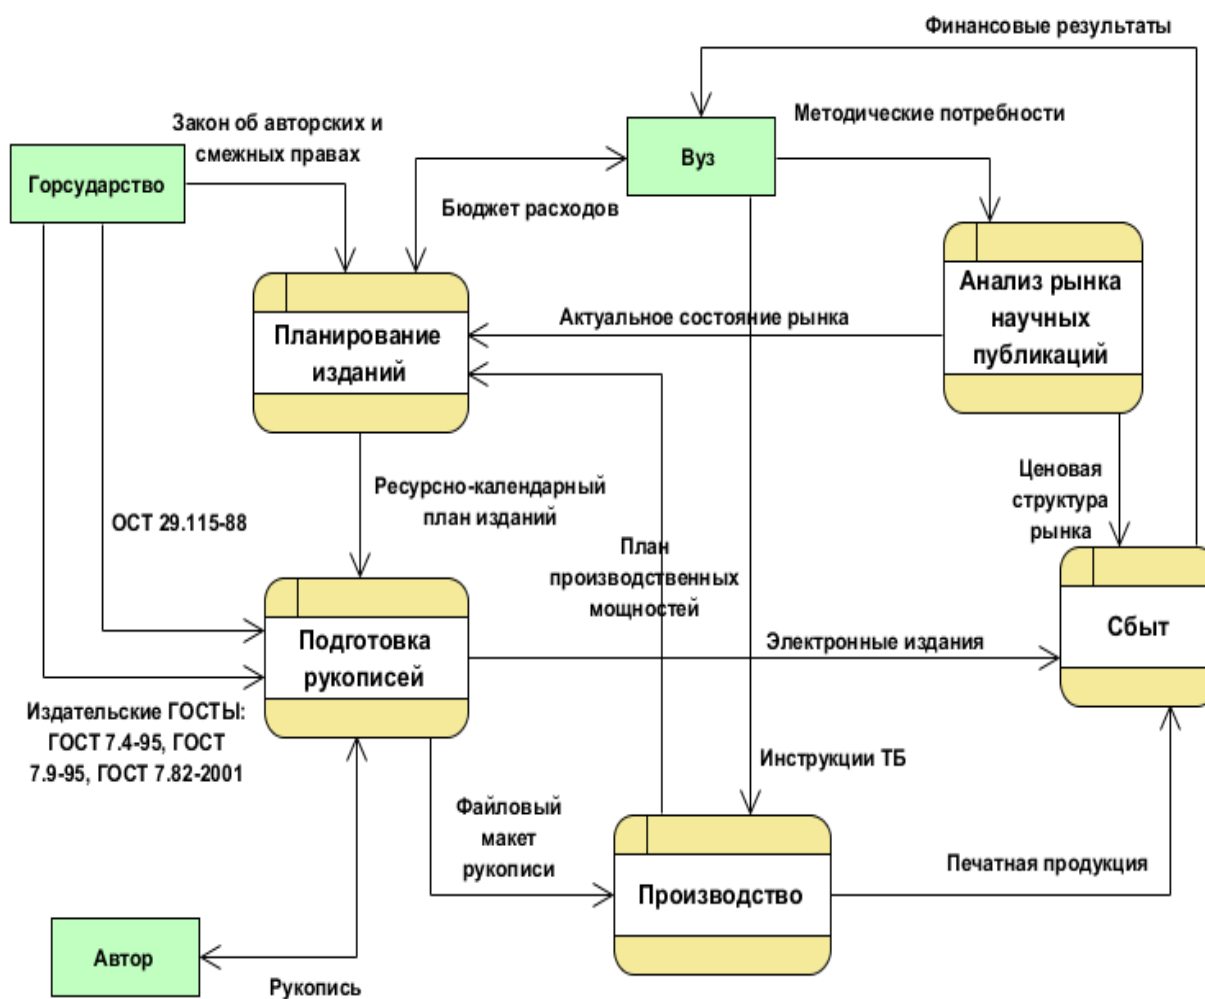 Финансовые результаты
Закон об авторских и
смежных правах
Методические потребности
Вуз
Горсударство
Бюджет расходов
Анализ рынка
научных
публикаций
Актуальное состояние рынка
Планирование
изданий
Ценовая
структура
рынка
Ресурсно-календарный
план изданий
ОСТ 29.115-88
План
производственных
мощностей
Сбыт
Электронные издания
Подготовка
рукописей
Издательские ГОСТЫ:
ГОСТ 7.4-95, ГОСТ
7.9-95, ГОСТ 7.82-2001
Инструкции ТБ
Файловый
макет
рукописи
Печатная продукция
Производство
Автор
Рукопись